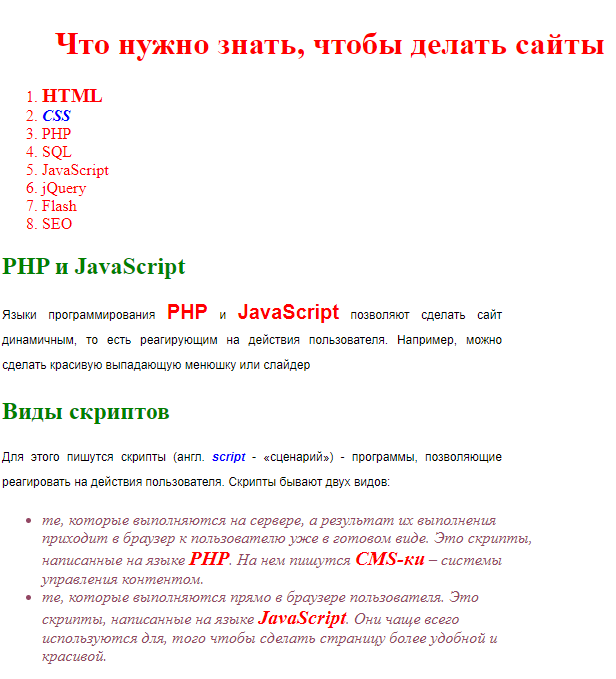 Что нужно знать, чтобы делать сайты
1. HTML
2. CSS
3. PHP
4. SQL
5. JavaScript
6. jQuery
7. Flash
8. SEO
PHP и JavaScript
Языки программирования PHP и JavaScript позволяют сделать сайт
динамичным, то есть реагирующим на действия пользователя. Например, можно
сделать красивую выпадающую менюшку или слайдер
Виды скриптов
Для этого пишутся скрипты (англ. script - «сценарий») - программы, позволяющие
реагировать на действия пользователя. Скрипты бывают двух видов:
• те, которые выполняются на сервере, а результат их выполнения
приходит в браузер к пользователю уже в готовом виде. Это скрипты,
написанные на языке PHP. На нем пишутся CMS-ки – системы
управления контентом.
• те, которые выполняются прямо в браузере пользователя. Это
скрипты, написанные на языке JavaScript. Они чаще всего
используются для, того чтобы сделать страницу более удобной и
красивой.